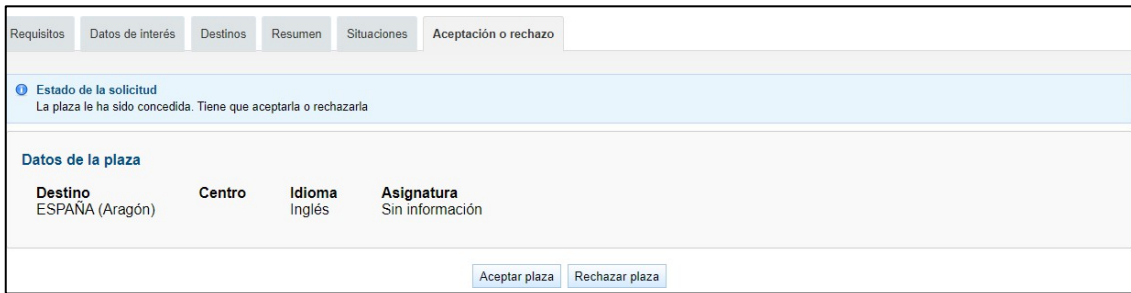 Requisitos Datos de interés Destinos Resumen Situaciones Aceptación o rechazo
Estado de la solicitud
La plaza le ha sido concedida. Tiene que aceptarla o rechazarla
Datos de la plaza
Destino Centro Idioma Asignatura
ESPAÑA (Aragón) Inglés Sin información
Aceptar plaza Rechazar plaza